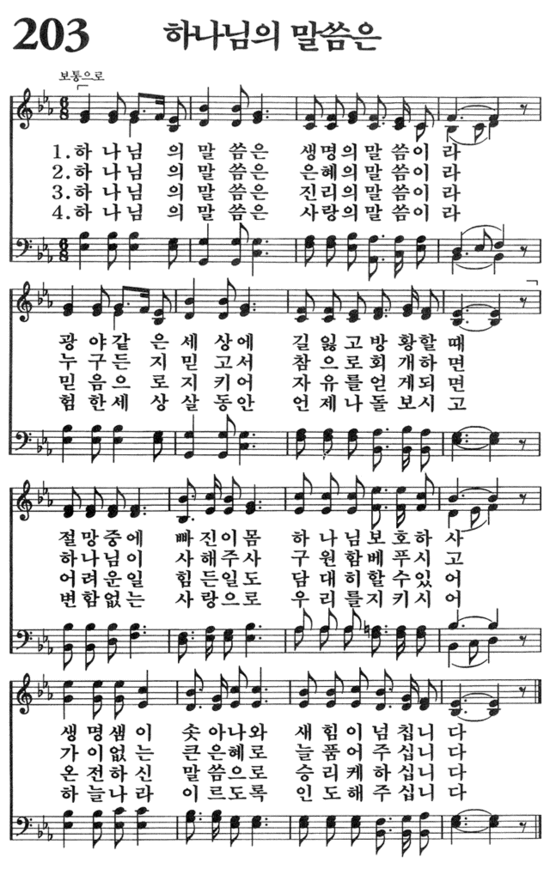 203 하나님의 말씀은
보통으로
1.하 나 님 의 말 씀은 생명의 말 씀이 라
2.하 나 님 의 말 씀은 은혜의 말 씀이 라
3.하 나 님 의 말 씀은 진리의 말 씀이 라
4.하 나 님 의 말 씀은 사랑의 말 씀이 라
광 야같 은 세 상에 길 잃고 방 황할 때
누 구든 지 믿 고서 참 으로 회 개하 면
믿 음으 로 지 키어 자 유를 얻 게되 면
험 한세 상 살 동안 언 제나 돌 보시 고
절 망중 에 빠 진이 몸 하 나님 보 호하 사
하 나님 이 사 해주 사 구 원함 베 푸시 고
어 려운 일 힘 든일 도 담 대히 할 수있 어
변 함없 는 사 랑으 로 우 리를 지 키시 어
생 명샘 이 솟 아나 와 새 힘이 넘 칩니 다
가 이없 는 큰 은혜 로 늘 품어 주 십니 다
온 전하 신 말 씀으 로 승 리케 하 십니 다
하 늘나 라 이 르도 록 인 도해 주 십니 다